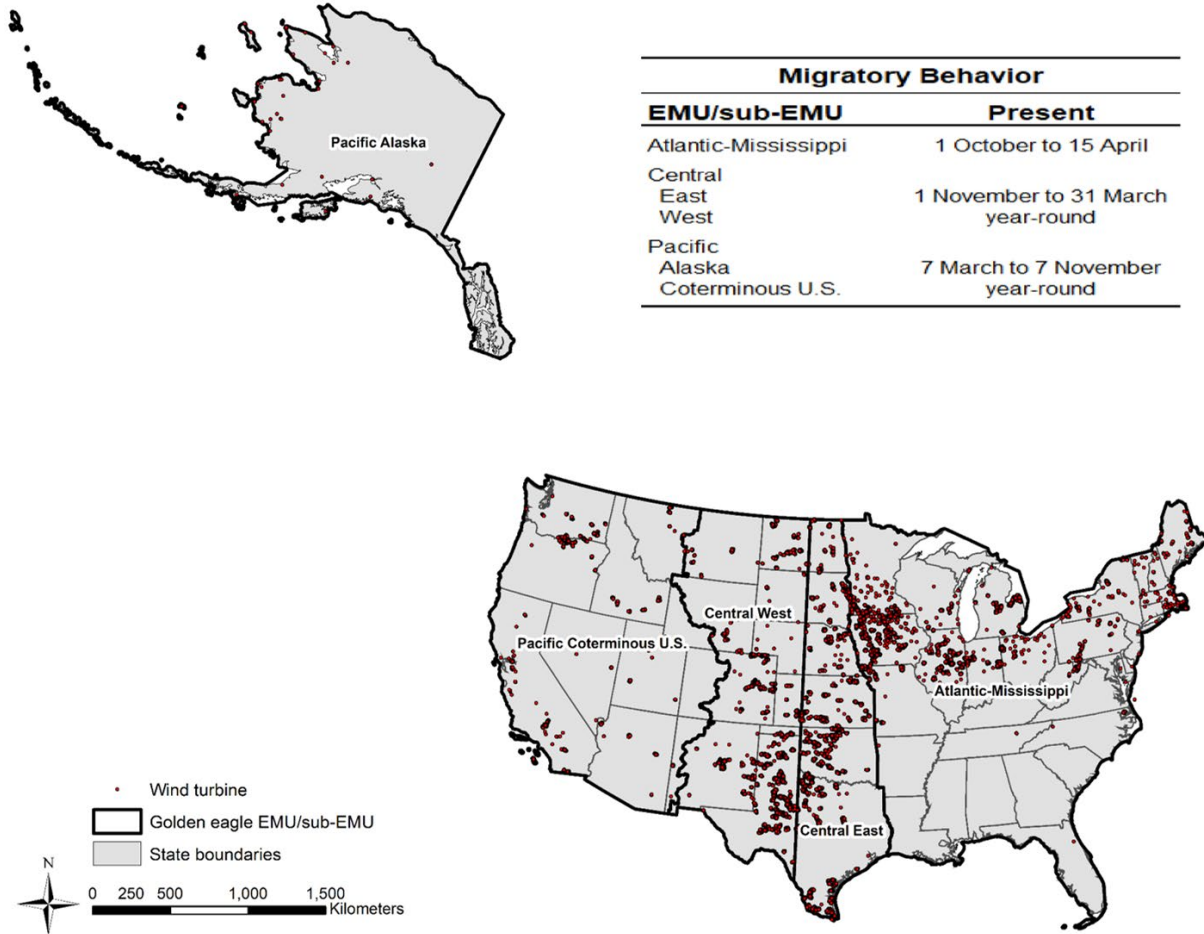 Migratory Behavior
EMU/sub-EMU Present
Atlantic-Mississippi 1 October to 15 April
Central
East 1 November to 31 March
West year-round
Pacific
Alaska 7 March to 7 November
Coterminous U.S. year-round
Pacific Alaska
Central West
Pacific Coterminous U.S.
Atlantic-Mississippi
Central East
Wind turbine
Golden eagle EMU/sub-EMU
State boundaries
N
0 250 500 1,000 1,500
Kilometers